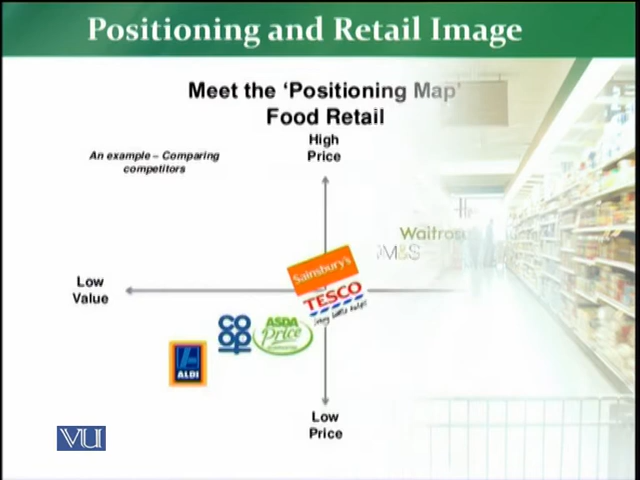 Positioning and Retail Image
Meet the 'Positioning Map'
Food Retail
High
Price
An example – Comparing
competitors
Waitrose
M&S
Sainsbury's
Low
Value
TESCO
Every little helps
CO
OP
ASDA
Price
ALDI
Low
Price
VU